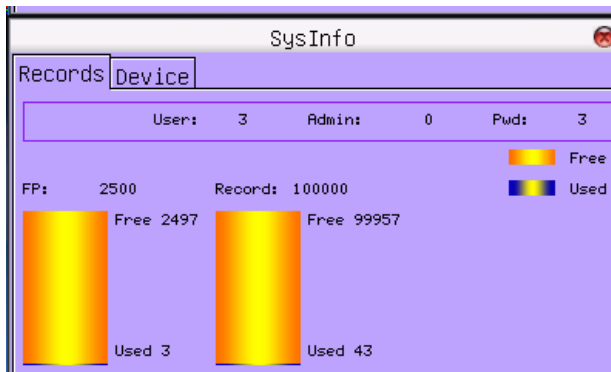 SysInfo
Records Device
User: 3 Admin: 0 Pwd: 3
Free
Used
FP: 2500 Record: 100000
Free 2497 Free 99957
Used 3 Used 43